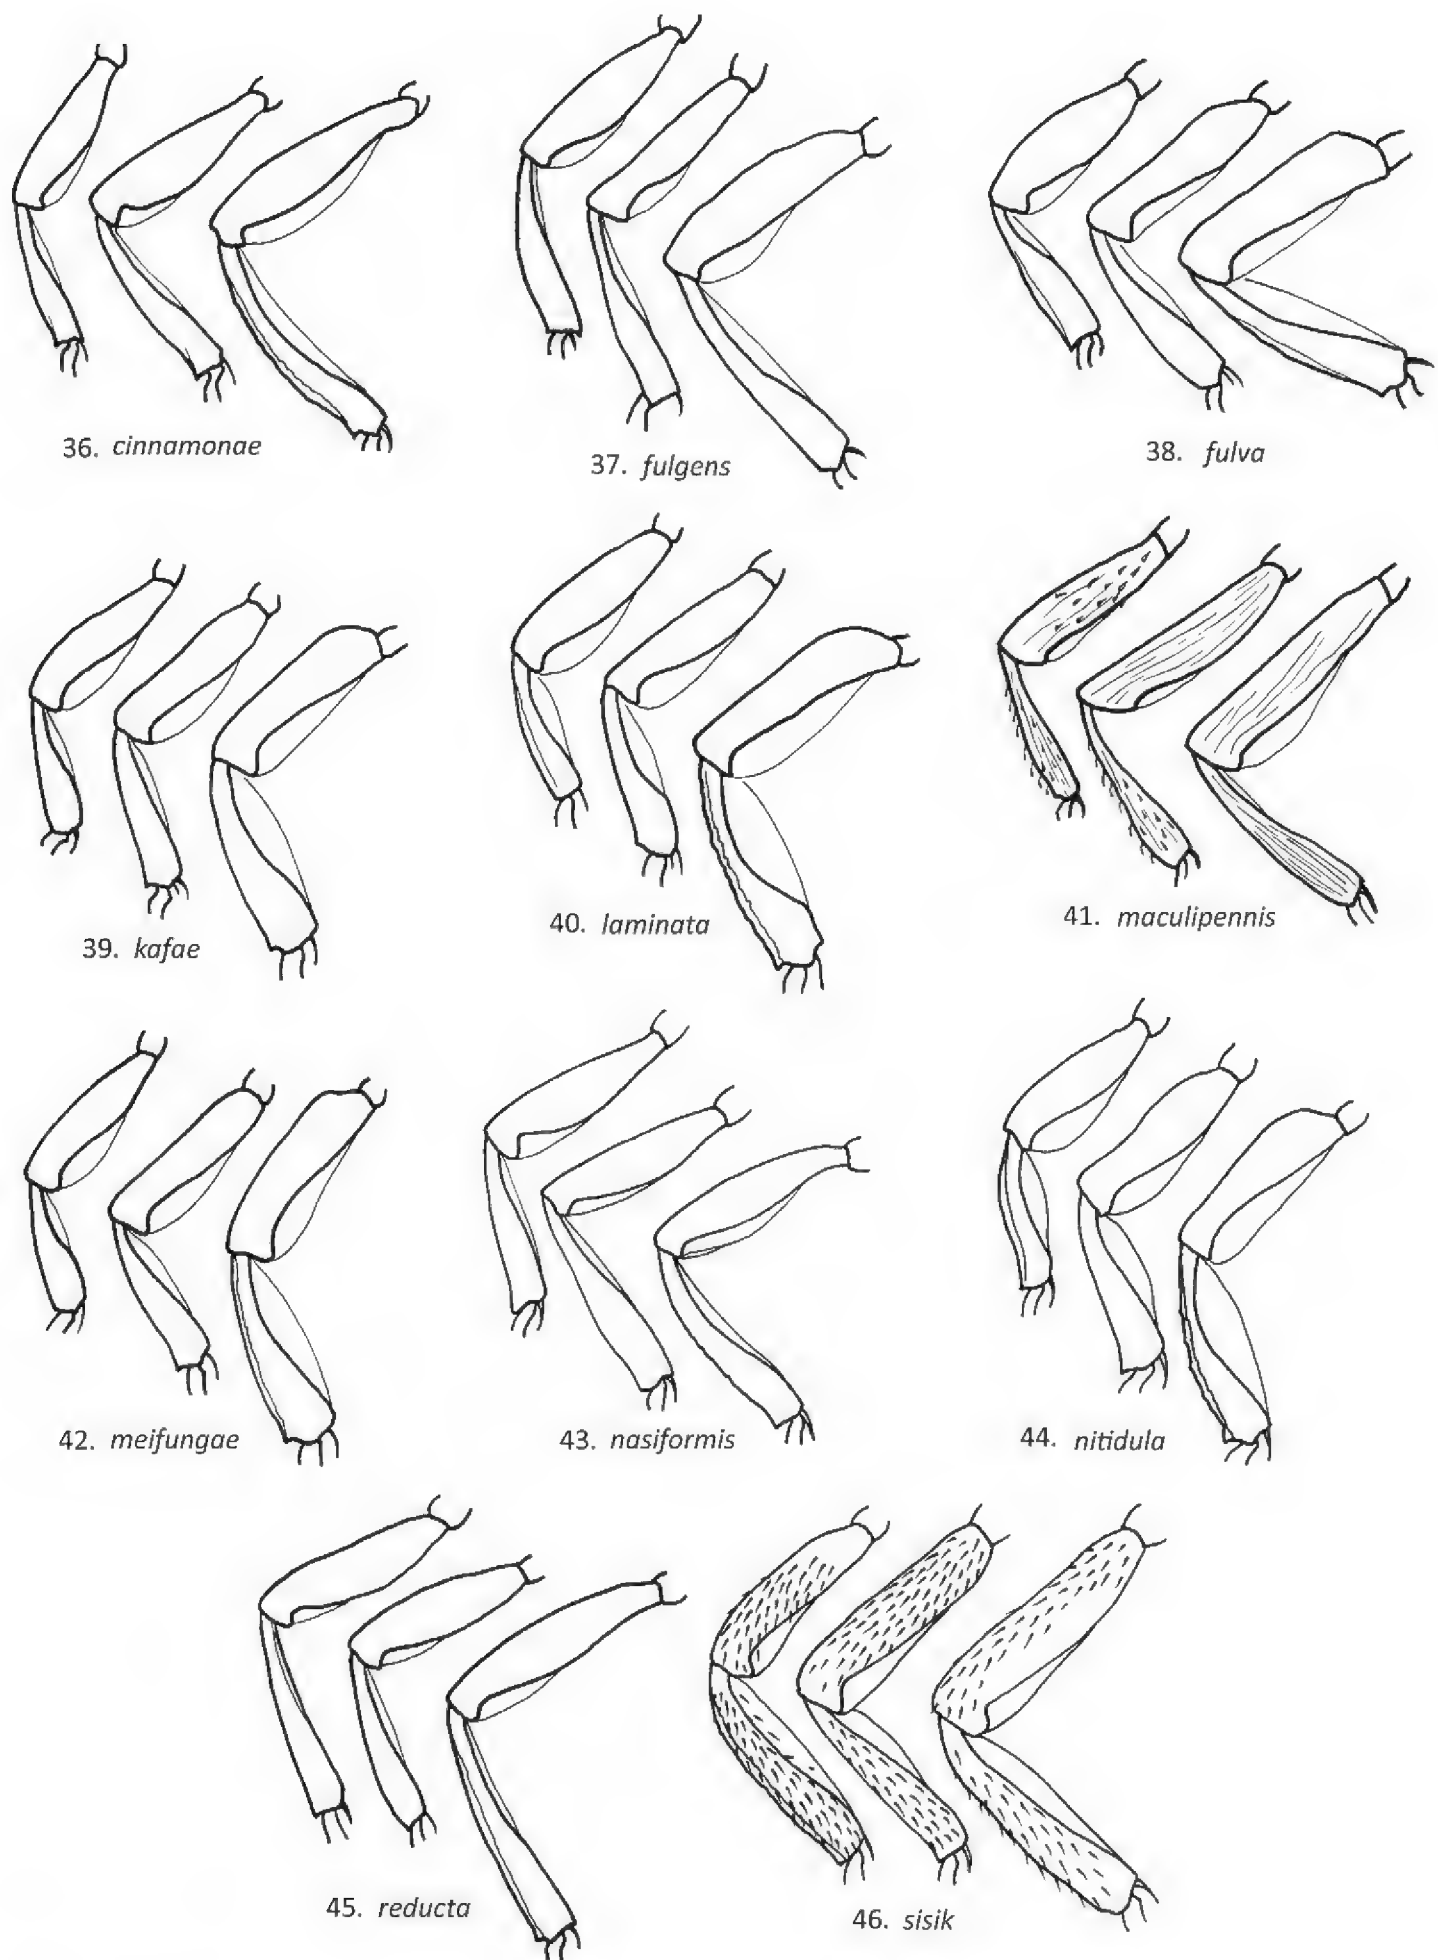 36. cinnamonae
37. fulgens
38. fulva
39. kafae
40. laminata
41. maculipennis
42. meifungae
43. nasiformis
44. nitidula
45. reducta
46. sisik